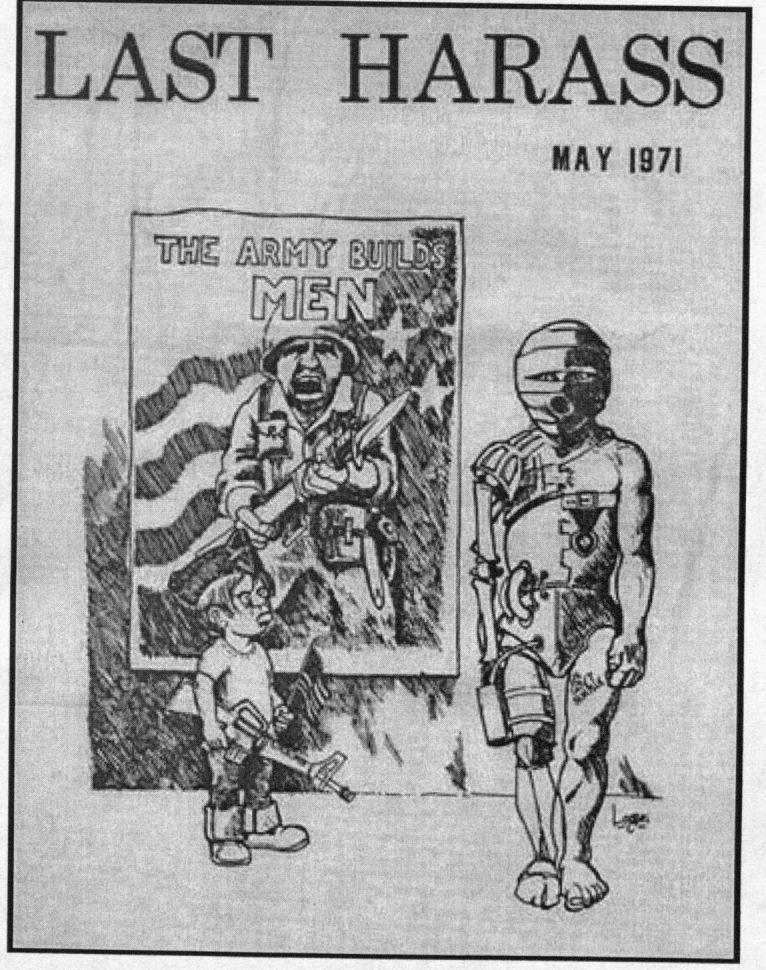 LAST HARASS
MAY 1971
THE ARMY BUILDS
MEN